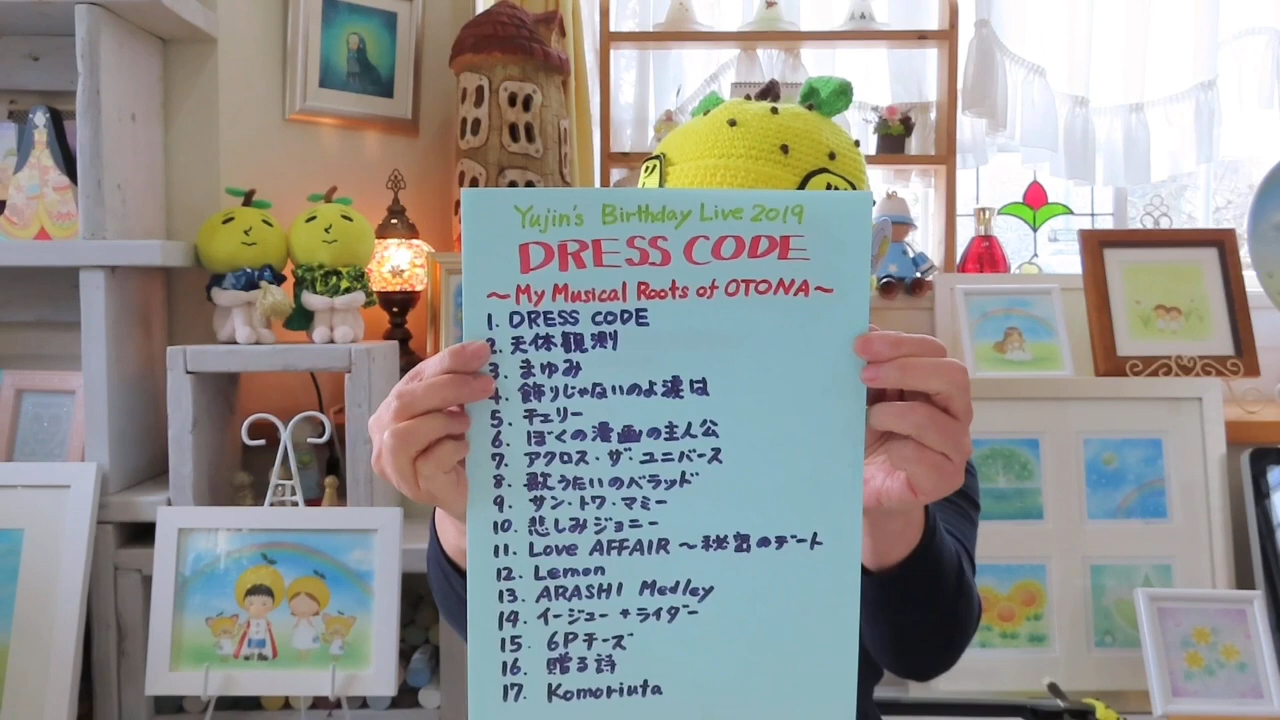 Yujin's Birthday Live 2019
DRESS CODE
~My Musical Roots of OTONA~
1. DRESS CODE
2. 天体観測
3. まゆみ
4. 飾りじゃないのよ涙は
5. チェリー
6. ぼくの漫画の主人公
7. アクロス・ザ・ユニバース
8. 歌うたいのベラッド
9. サン・トワ・マミー
10. 悲しみジョニー
11. Love AFFAIR ~秘密のデート
12. Lemon
13. ARASHI Medley
14. イージュー★ライダー
15. 6Pチーズ
16. 贈る詩
17. Komoriuta